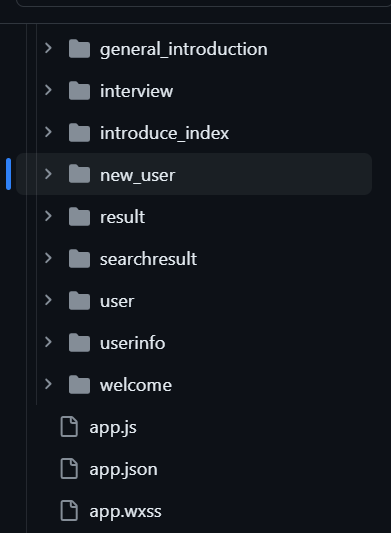 general_introduction
interview
introduce_index
new_user
result
searchresult
user
userinfo
welcome
app.js
app.json
app.wxss